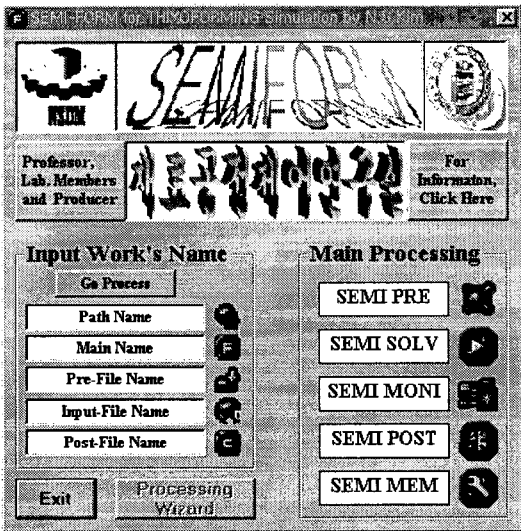 SEMI-FORM for THIXOFORMING Simulation by N.S. Kim
NSDM
SEMIFORM
Professor,
Lab. Members
and Producer
For
Information,
Click Here
Input Work's Name
Go Process
Path Name
Main Name
Pre-File Name
Input-File Name
Post-File Name
Exit
Processing
Wizard
Main Processing
SEMI PRE
SEMI SOLV
SEMI MONI
SEMI POST
SEMI MEM